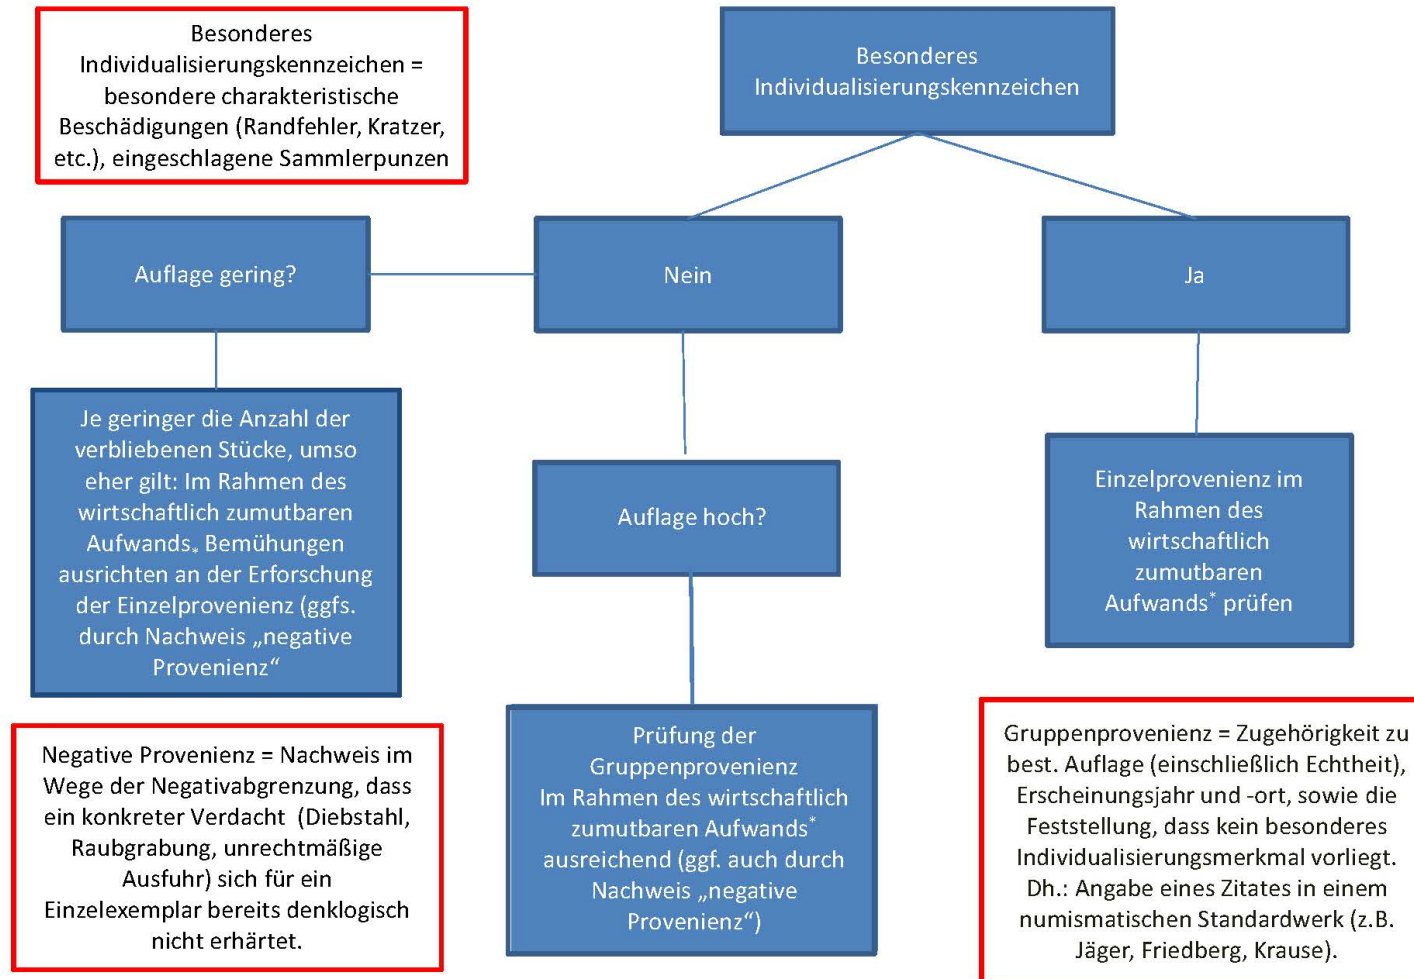 Besonderes
Individualisierungskennzeichen =
besondere charakteristische
Beschädigungen (Randfehler, Kratzer,
etc.), eingeschlagene Sammlerpunzen
Besonderes
Individualisierungskennzeichen
Auflage gering?
Nein
Ja
Je geringer die Anzahl der
verbliebenen Stücke, umso
eher gilt: Im Rahmen des
wirtschaftlich zumutbaren
Aufwands* Bemühungen
ausrichten an der Erforschung
der Einzelprovenienz (ggfs.
durch Nachweis „negative
Provenienz“
Auflage hoch?
Einzelprovenienz im
Rahmen des
wirtschaftlich
zumutbaren
Aufwands* prüfen
Negative Provenienz = Nachweis im
Wege der Negativabgrenzung, dass
ein konkreter Verdacht (Diebstahl,
Raubgrabung, unrechtmäßige
Ausfuhr) sich für ein
Einzelexemplar bereits denklogisch
nicht erhärtet.
Prüfung der
Gruppenprovenienz
Im Rahmen des wirtschaftlich
zumutbaren Aufwands*
ausreichend (ggf. auch durch
Nachweis „negative
Provenienz“)
Gruppenprovenienz = Zugehörigkeit zu
best. Auflage (einschließlich Echtheit),
Erscheinungsjahr und -ort, sowie die
Feststellung, dass kein besonderes
Individualisierungsmerkmal vorliegt.
Dh.: Angabe eines Zitates in einem
numismatischen Standardwerk (z.B.
Jäger, Friedberg, Krause).